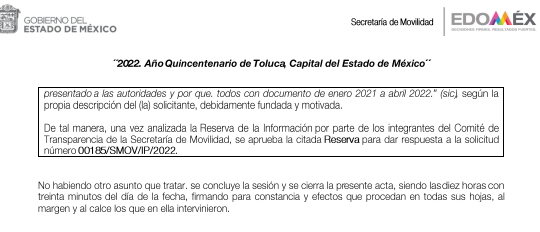 GOBIERNO DEL
ESTADO DE MÉXICO
Secretaría de Movilidad
EDOMÉX
DECISIONES FIRMES, RESULTADOS FUERTES.
´´2022. Año Quincentenario de Toluca, Capital del Estado de México´´
presentado a las autoridades y por que. todos con documento de enero 2021 a abril 2022." (sic), según la
propia descripción del (la) solicitante, debidamente fundada y motivada.
De tal manera, una vez analizada la Reserva de la Información por parte de los integrantes del Comité de
Transparencia de la Secretaría de Movilidad, se aprueba la citada Reserva para dar respuesta a la solicitud
número 00185/SMOV/IP/2022.
No habiendo otro asunto que tratar. se concluye la sesión y se cierra la presente acta, siendo lasdiez horas con
treinta minutos del día de la fecha, firmando para constancia y efectos que procedan en todas sus hojas, al
margen y al calce los que en ella intervinieron.